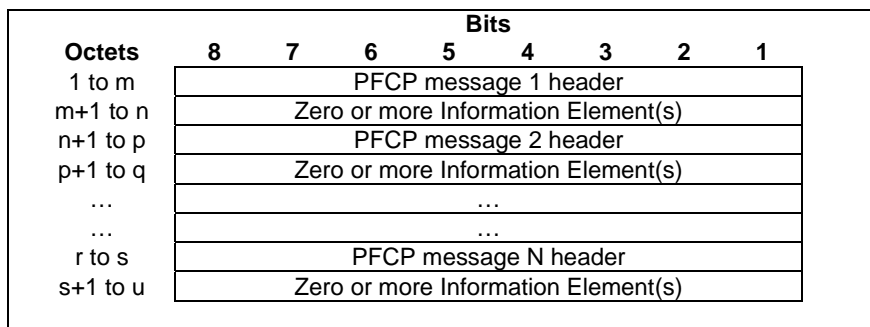 Bits
Octets 8 7 6 5 4 3 2 1
1 to m PFCP message 1 header
m+1 to n Zero or more Information Element(s)
n+1 to p PFCP message 2 header
p+1 to q Zero or more Information Element(s)
… …
… …
r to s PFCP message N header
s+1 to u Zero or more Information Element(s)